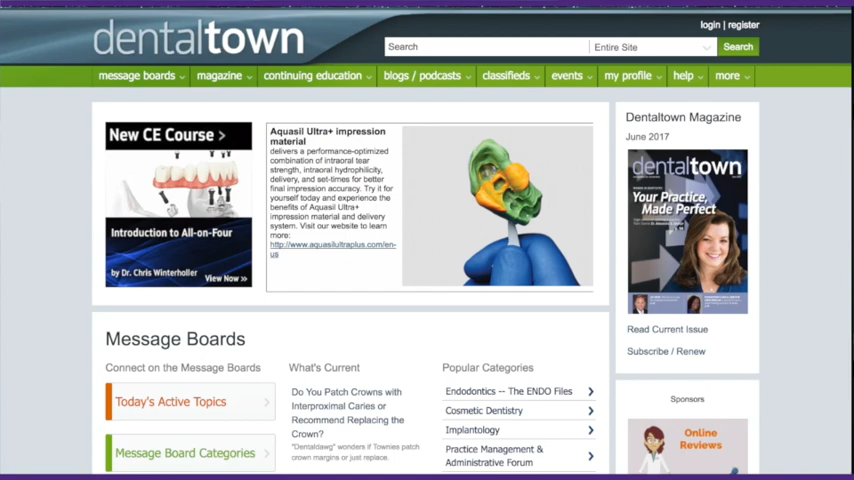 login | register
dentaltown
Search
Entire Site
Search
message boards
magazine
continuing education
blogs / podcasts
classifieds
events
my profile
help
more
New CE Course >
Introduction to All-on-Four
by Dr. Chris Winterholler
View Now >>
Aquasil Ultra+ impression
material
delivers a performance-optimized
combination of intraoral tear
strength, intraoral hydrophilicity,
delivery, and set-times for better
final impression accuracy. Try it for
yourself today and experience the
benefits of Aquasil Ultra+
impression material and delivery
system. Visit our website to learn
more:
http://www.aquasilultraplus.com/en-
us
Dentaltown Magazine
June 2017
dentaltown
Your Practice,
Made Perfect
Read Current Issue
Subscribe / Renew
Message Boards
Connect on the Message Boards
Today's Active Topics
Message Board Categories
What's Current
Do You Patch Crowns with
Interproximal Caries or
Recommend Replacing the
Crown?
"Dentaldawg" wonders if Townies patch
crown margins or just replace.
Popular Categories
Endodontics -- The ENDO Files
Cosmetic Dentistry
Implantology
Practice Management &
Administrative Forum
Sponsors
Online
Reviews